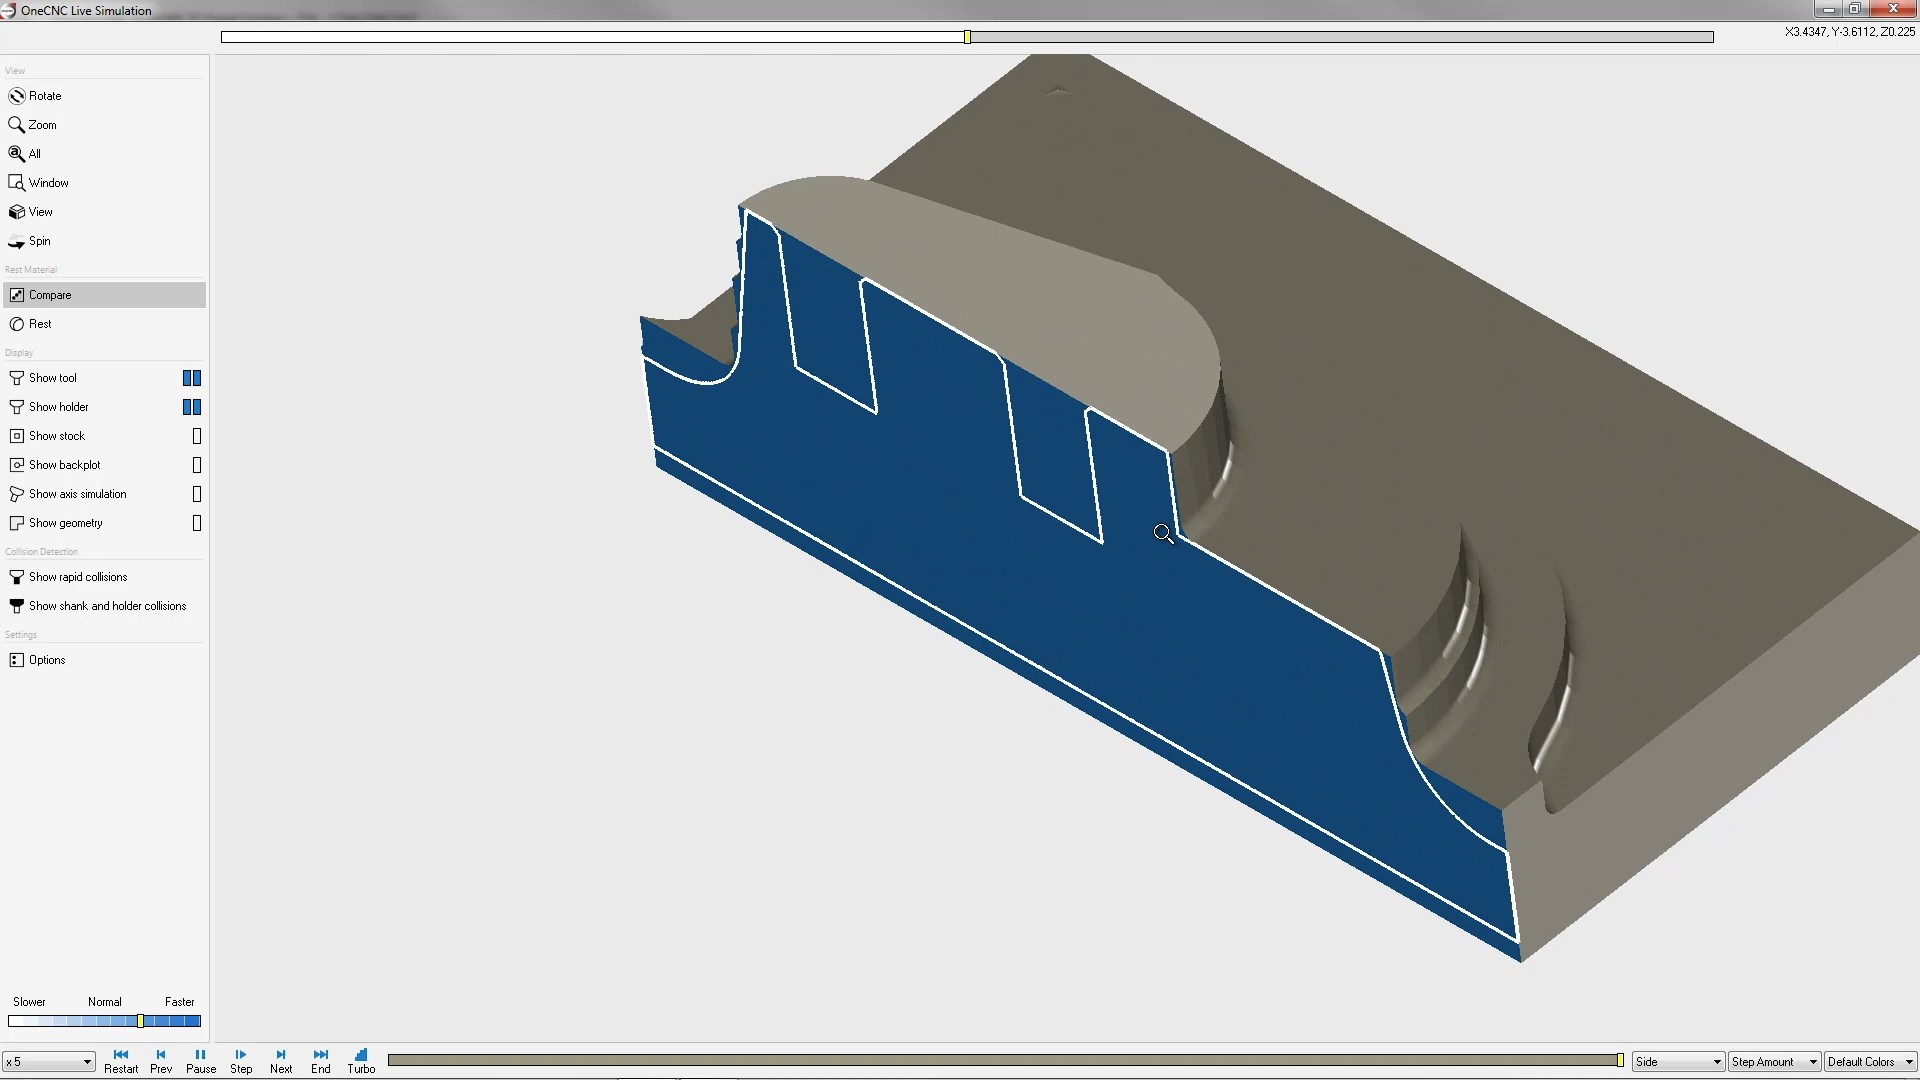 OneCNC Live Simulation
X3.4347, Y-3.6112, Z0.225
View
Rotate
Zoom
All
Window
View
Spin
Rest Material
Compare
Rest
Display
Show tool
Show holder
Show stock
Show backplot
Show axis simulation
Show geometry
Collision Detection
Show rapid collisions
Show shank and holder collisions
Settings
Options
Slower Normal Faster
x 5 Restart Prev Pause Step Next End Turbo Side Step Amount Default Colors